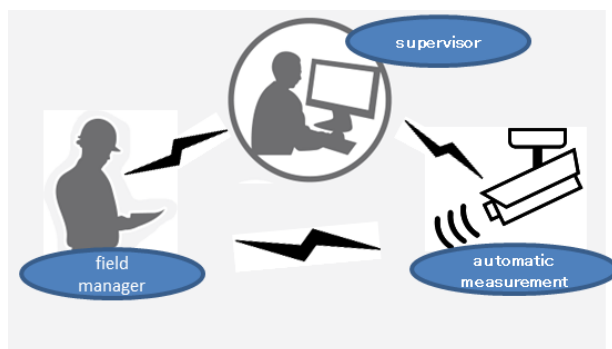 supervisor
field
manager
automatic
measurement